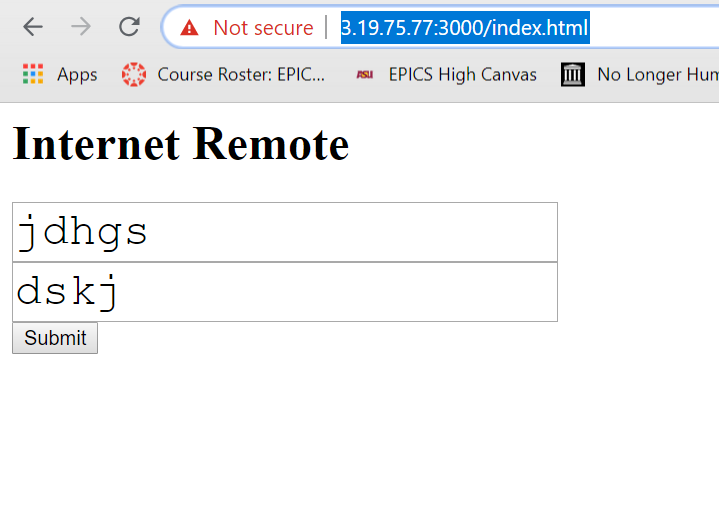 Not secure | 3.19.75.77:3000/index.html
Apps Course Roster: EPIC... ASU EPICS High Canvas No Longer Hum
Internet Remote
jdhgs
dskj
Submit